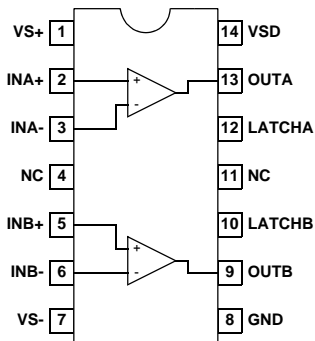 VS+ 1 14 VSD
INA+ 2 + 13 OUTA
INA- 3 - 12 LATCHA
NC 4 11 NC
INB+ 5 + 10 LATCHB
INB- 6 - 9 OUTB
VS- 7 8 GND